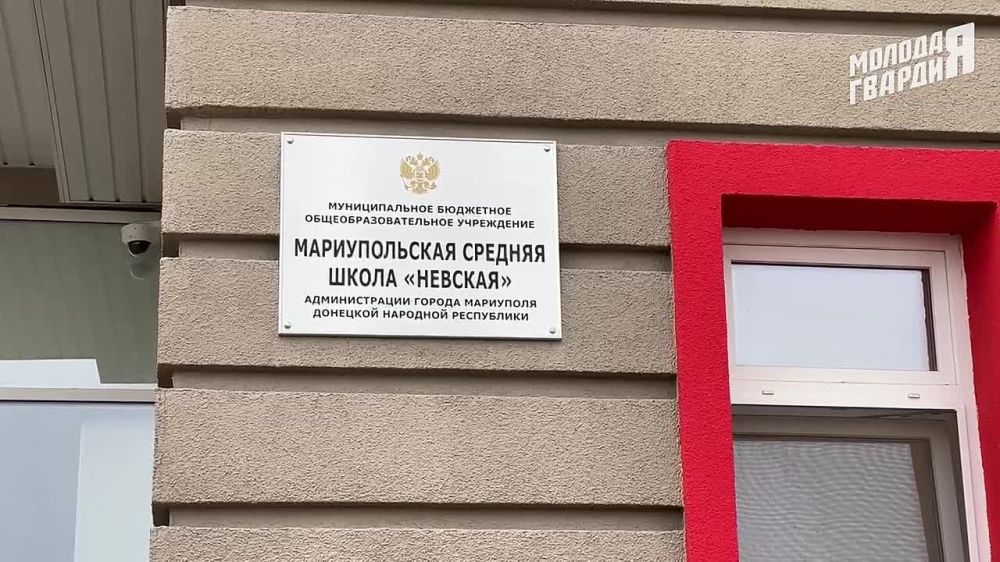 МОЛОДАЯ
ГВАРДИЯ
МУНИЦИПАЛЬНОЕ БЮДЖЕТНОЕ
ОБЩЕОБРАЗОВАТЕЛЬНОЕ УЧРЕЖДЕНИЕ
МАРИУПОЛЬСКАЯ СРЕДНЯЯ
ШКОЛА «НЕВСКАЯ»
АДМИНИСТРАЦИИ ГОРОДА МАРИУПОЛЯ
ДОНЕЦКОЙ НАРОДНОЙ РЕСПУБЛИКИ